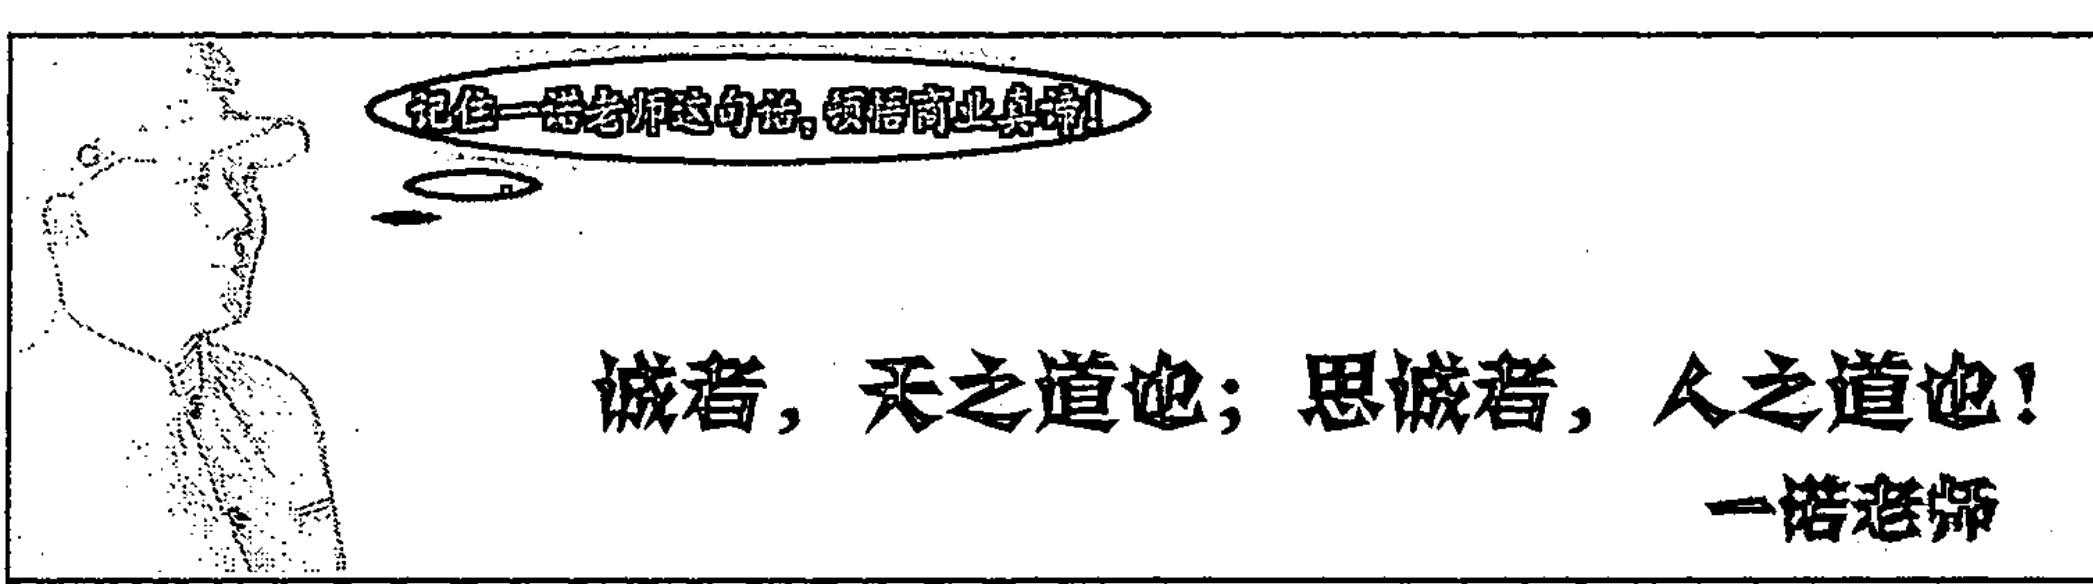 记住一诺老师这句话，领悟商业真谛！
诚者，天之道也；思诚者，人之道也！
一诺老师